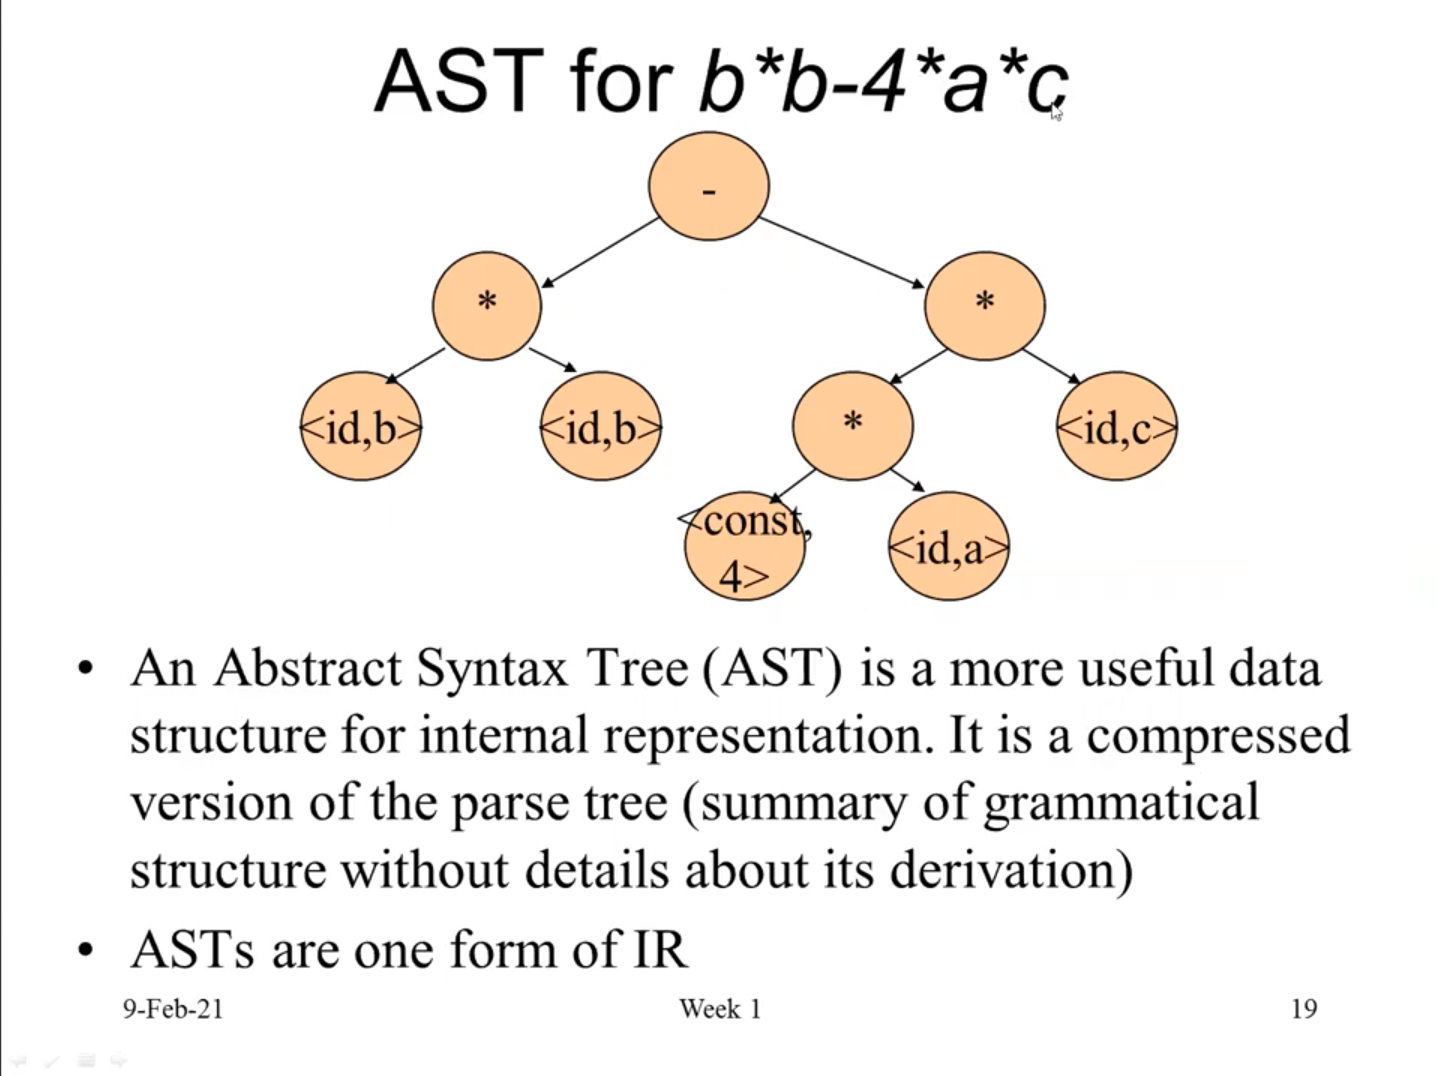 AST for b*b-4*a*c
-
*
*
<id,b>
<id,b>
*
<id,c>
<const,
4>
<id,a>
• An Abstract Syntax Tree (AST) is a more useful data
structure for internal representation. It is a compressed
version of the parse tree (summary of grammatical
structure without details about its derivation)
• ASTs are one form of IR
9-Feb-21
Week 1
19